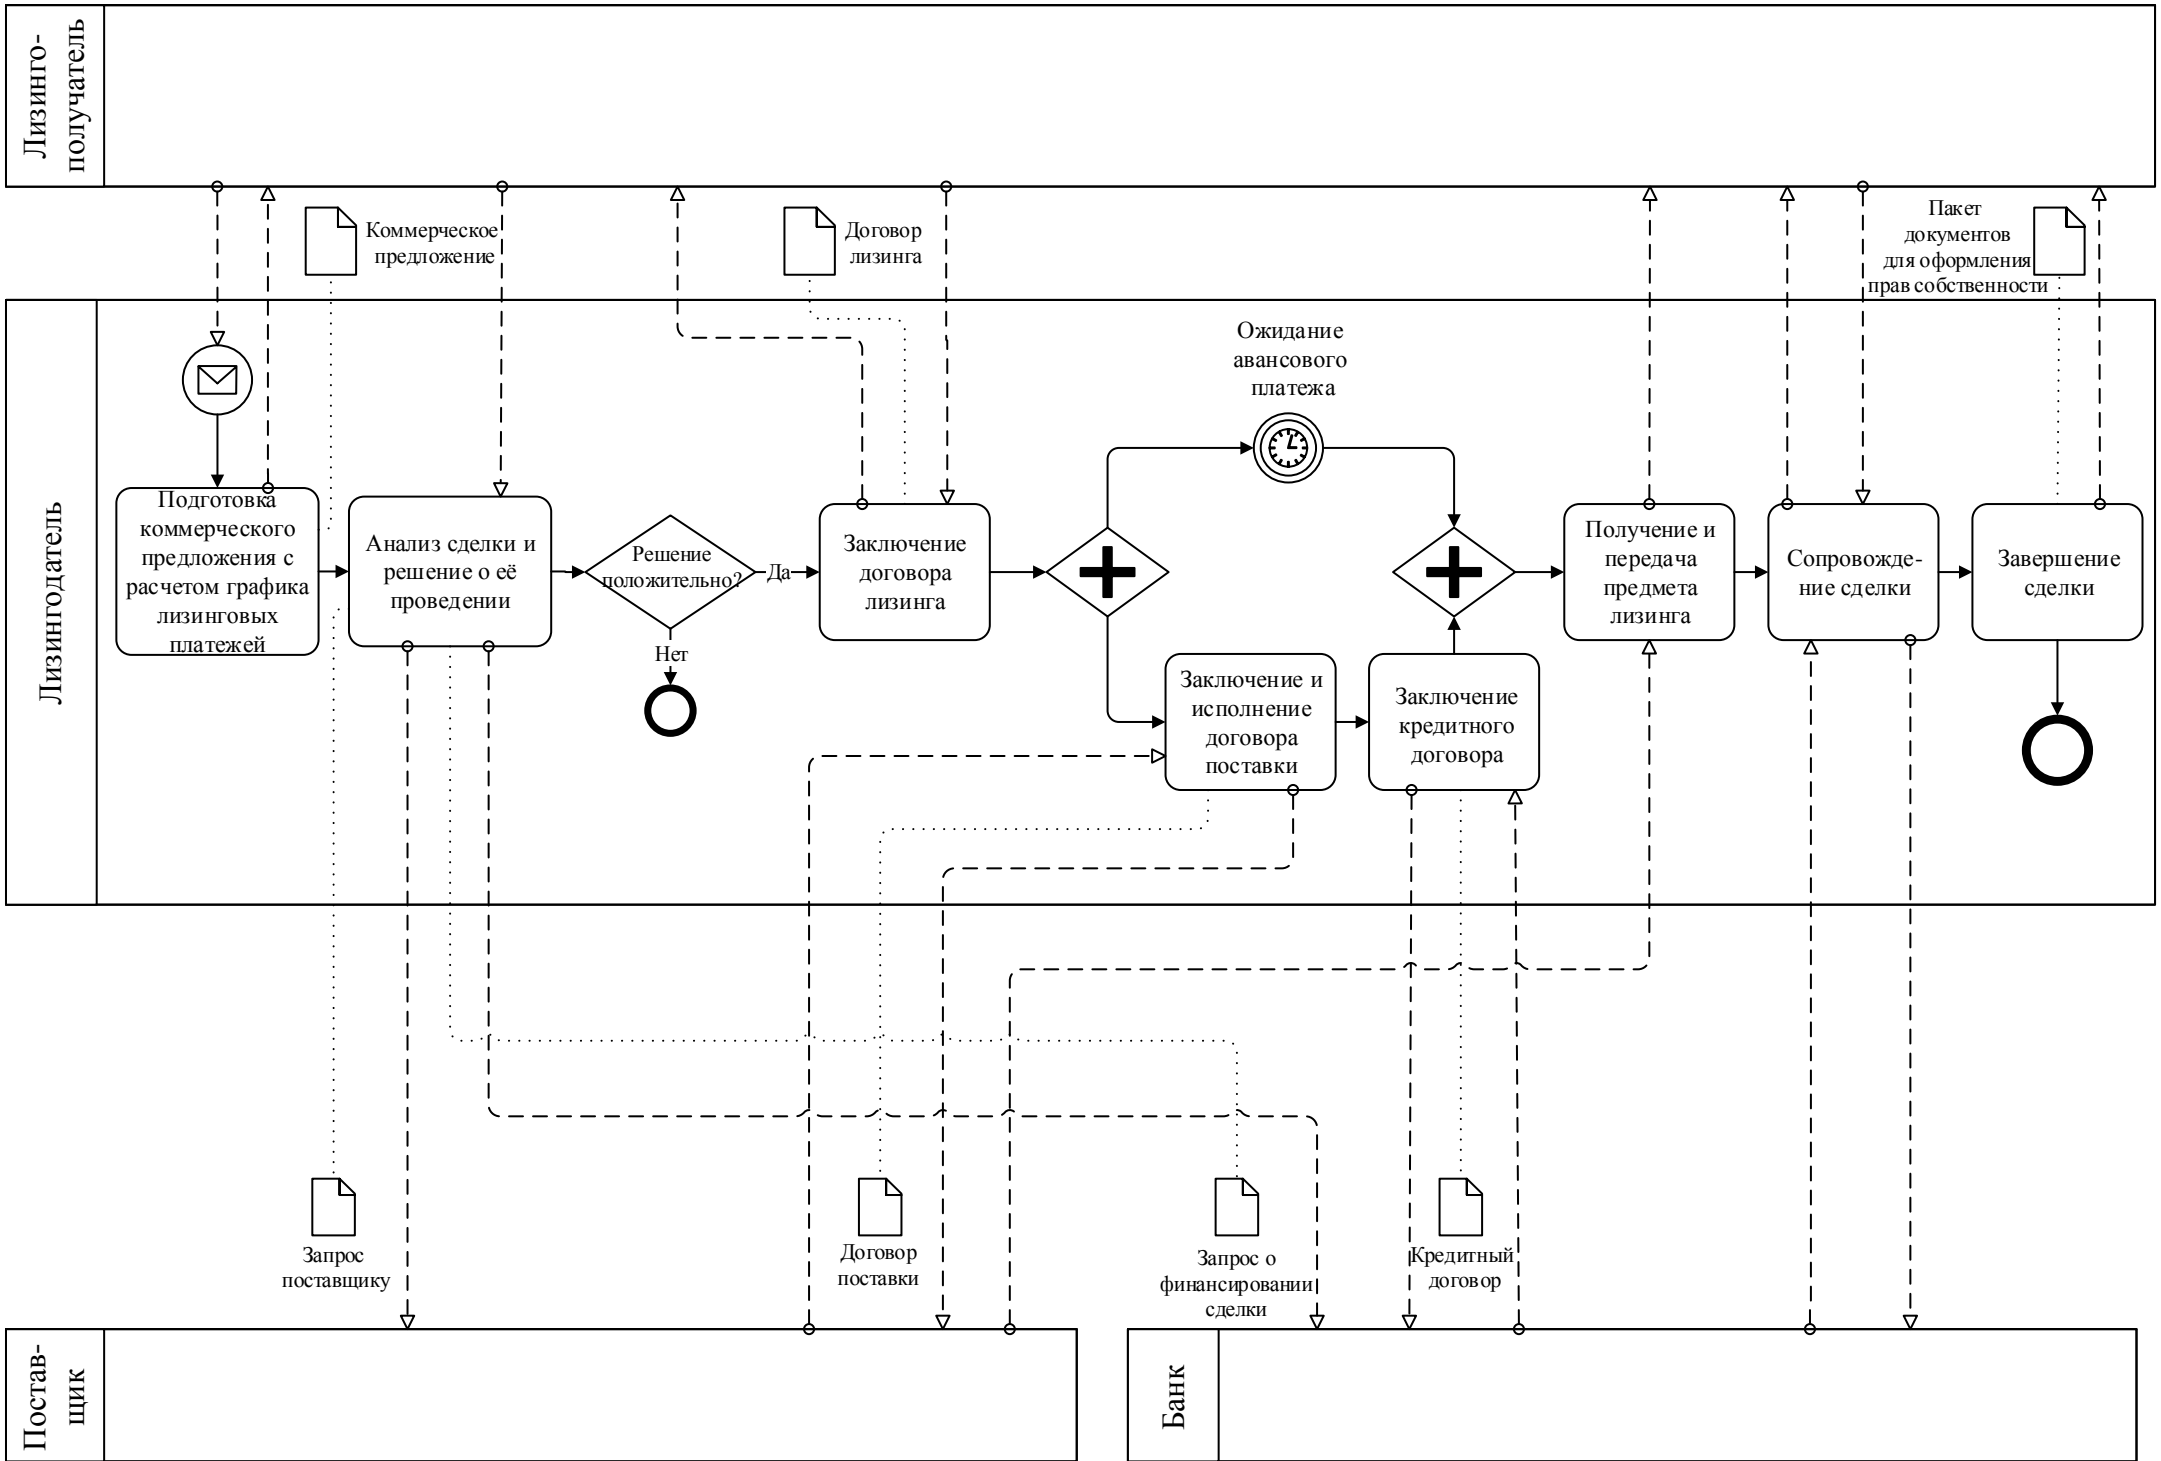 Лизинго-
получатель
Коммерческое
предложение
Договор
лизинга
Пакет
документов
для оформления
прав собственности
Лизингодатель
Ожидание
авансового
платежа
Подготовка
коммерческого
предложения с
расчетом графика
лизинговых
платежей
Анализ сделки и
решение о её
проведении
Решение
положительно?
Да
Нет
Заключение
договора
лизинга
Заключение и
исполнение
договора
поставки
Заключение
кредитного
договора
Получение и
передача
предмета
лизинга
Сопровожде-
ние сделки
Завершение
сделки
Запрос
поставщику
Договор
поставки
Запрос о
финансировании
сделки
Кредитный
договор
Постав-
щик
Банк